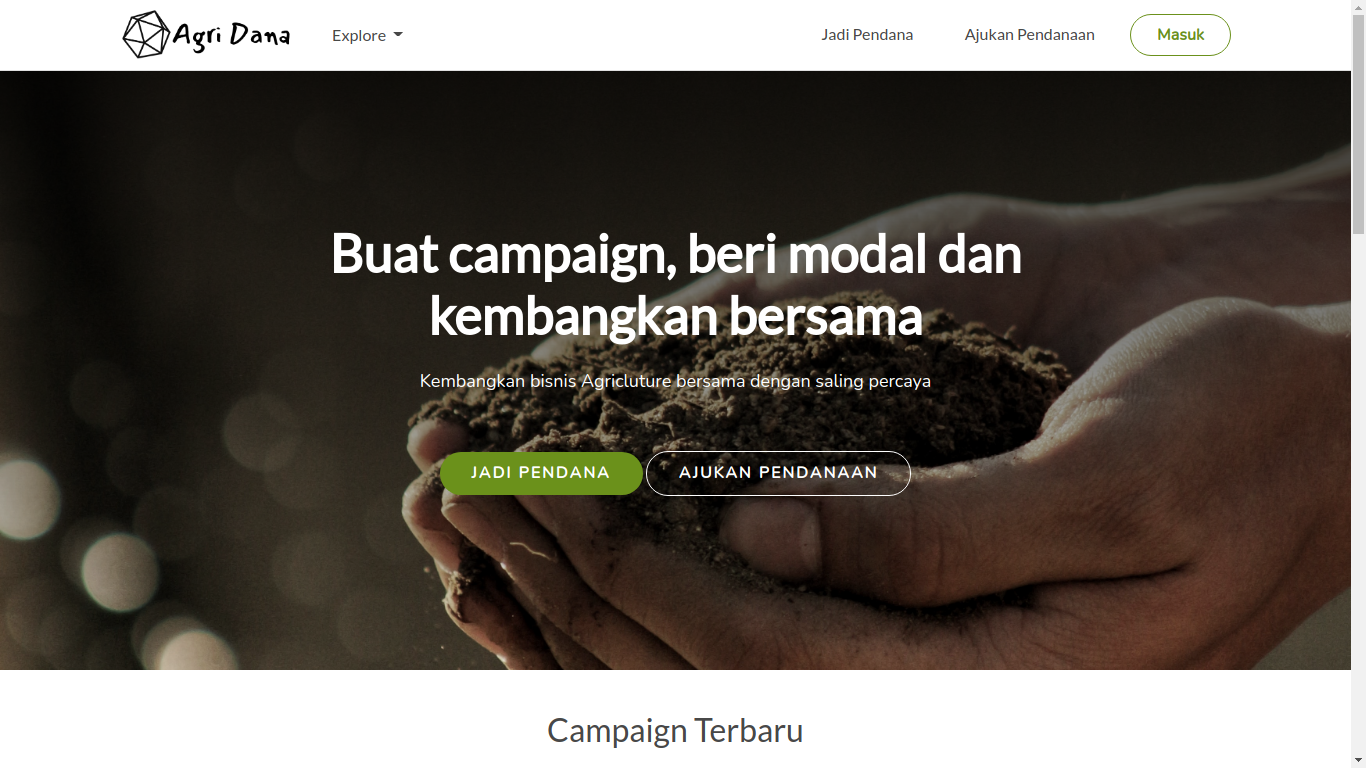 Agri Dana
Explore
Jadi Pendana
Ajukan Pendanaan
Masuk
Buat campaign, beri modal dan
kembangkan bersama
Kembangkan bisnis Agricluture bersama dengan saling percaya
JADI PENDANA
AJUKAN PENDANAAN
Campaign Terbaru